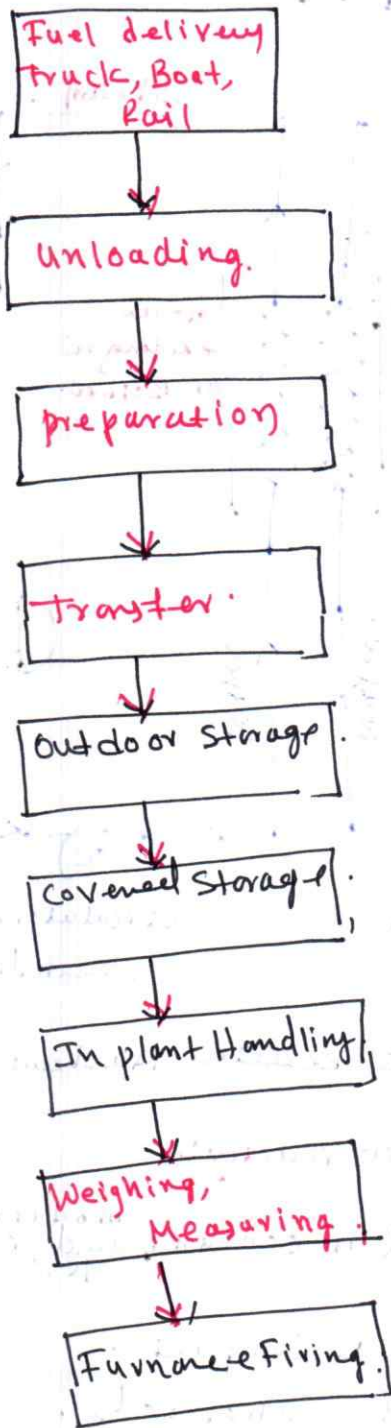 Fuel delivery
Truck, Boat,
Rail
Unloading.
preparation
Transfer.
Outdoor Storage.
Covered Storage.
In plant Handling.
Weighing,
Measuring.
Furnace Firing.